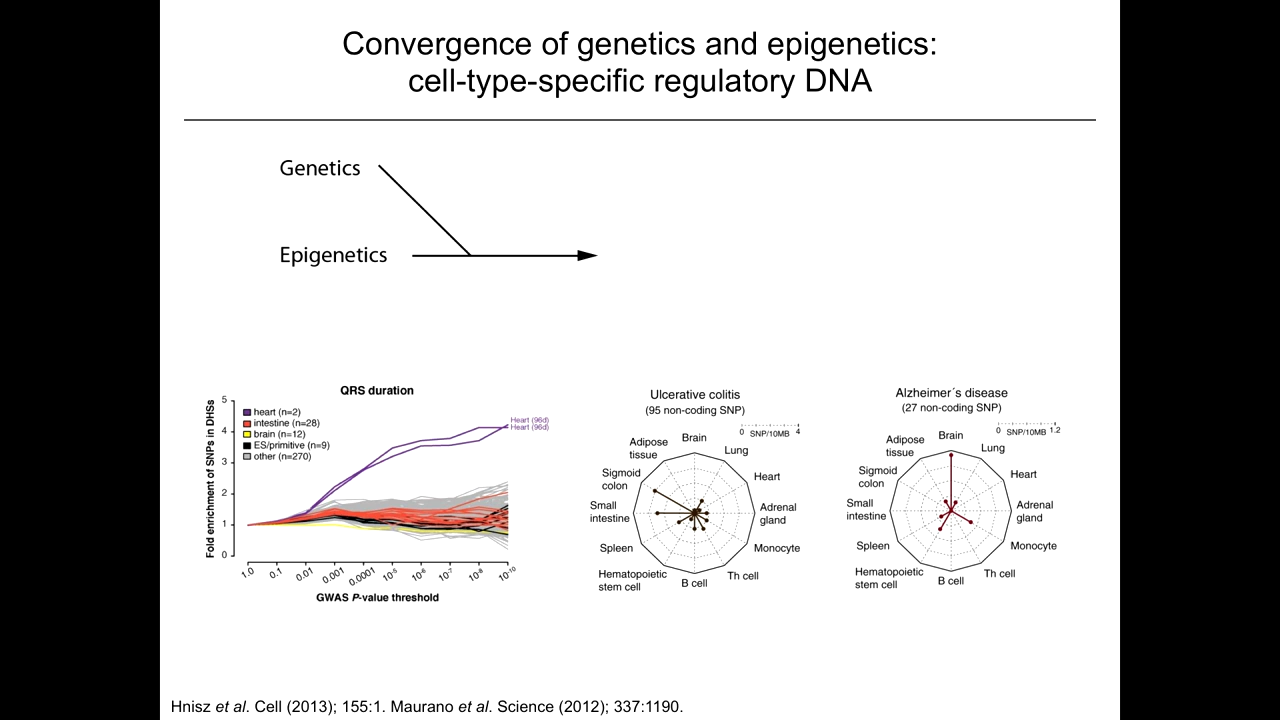 Convergence of genetics and epigenetics:
cell-type-specific regulatory DNA
Genetics
Epigenetics
QRS duration
Fold enrichment of SNPs in DHSs
5
4
3
2
1
0
heart (n=2)
intestine (n=28)
brain (n=12)
ES/primitive (n=9)
other (n=270)
Heart (96d)
Heart (96d)
1.0
0.1
0.01
0.001
0.0001
10⁻⁵
10⁻⁶
10⁻⁷
10⁻⁸
10⁻¹⁰
GWAS P-value threshold
Ulcerative colitis
(95 non-coding SNP)
0 SNP/10MB 4
Brain
Lung
Heart
Adrenal
gland
Monocyte
Th cell
B cell
Hematopoietic
stem cell
Spleen
Small
intestine
Sigmoid
colon
Adipose
tissue
Alzheimer´s disease
(27 non-coding SNP)
0 SNP/10MB 1.2
Brain
Lung
Heart
Adrenal
gland
Monocyte
Th cell
B cell
Hematopoietic
stem cell
Spleen
Small
intestine
Sigmoid
colon
Adipose
tissue
Hnisz et al. Cell (2013); 155:1. Maurano et al. Science (2012); 337:1190.